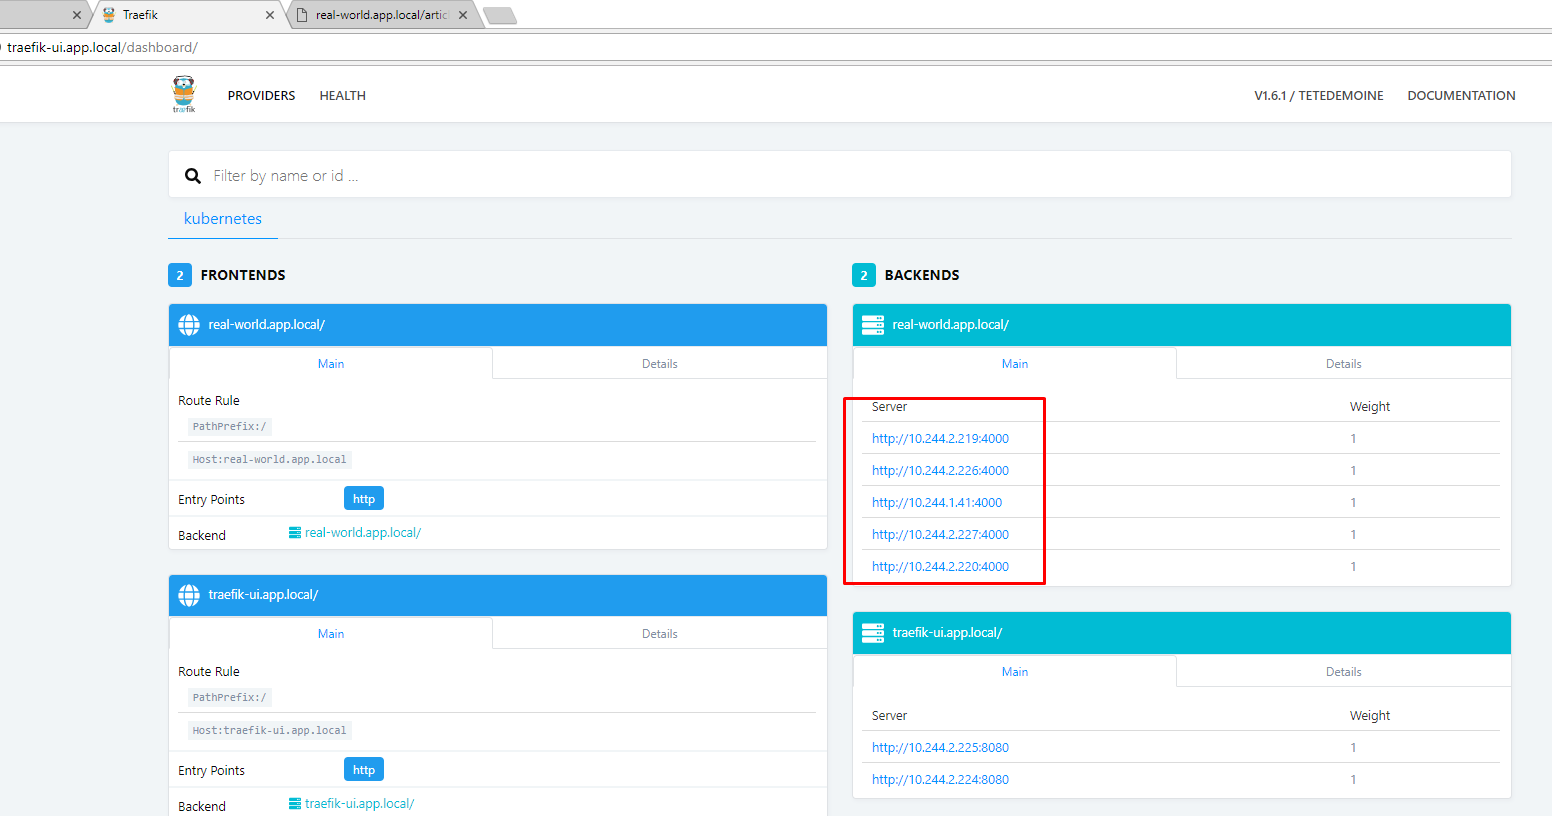 Traefik
real-world.app.local/artic
traefik-ui.app.local/dashboard/
træfik
PROVIDERS
HEALTH
V1.6.1 / TETEDEMOINE
DOCUMENTATION
Filter by name or id ...
kubernetes
2 FRONTENDS
real-world.app.local/
Main
Details
Route Rule
PathPrefix:/
Host:real-world.app.local
Entry Points
http
Backend
real-world.app.local/
traefik-ui.app.local/
Main
Details
Route Rule
PathPrefix:/
Host:traefik-ui.app.local
Entry Points
http
Backend
traefik-ui.app.local/
2 BACKENDS
real-world.app.local/
Main
Details
Server
Weight
http://10.244.2.219:4000
1
http://10.244.2.226:4000
1
http://10.244.1.41:4000
1
http://10.244.2.227:4000
1
http://10.244.2.220:4000
1
traefik-ui.app.local/
Main
Details
Server
Weight
http://10.244.2.225:8080
1
http://10.244.2.224:8080
1